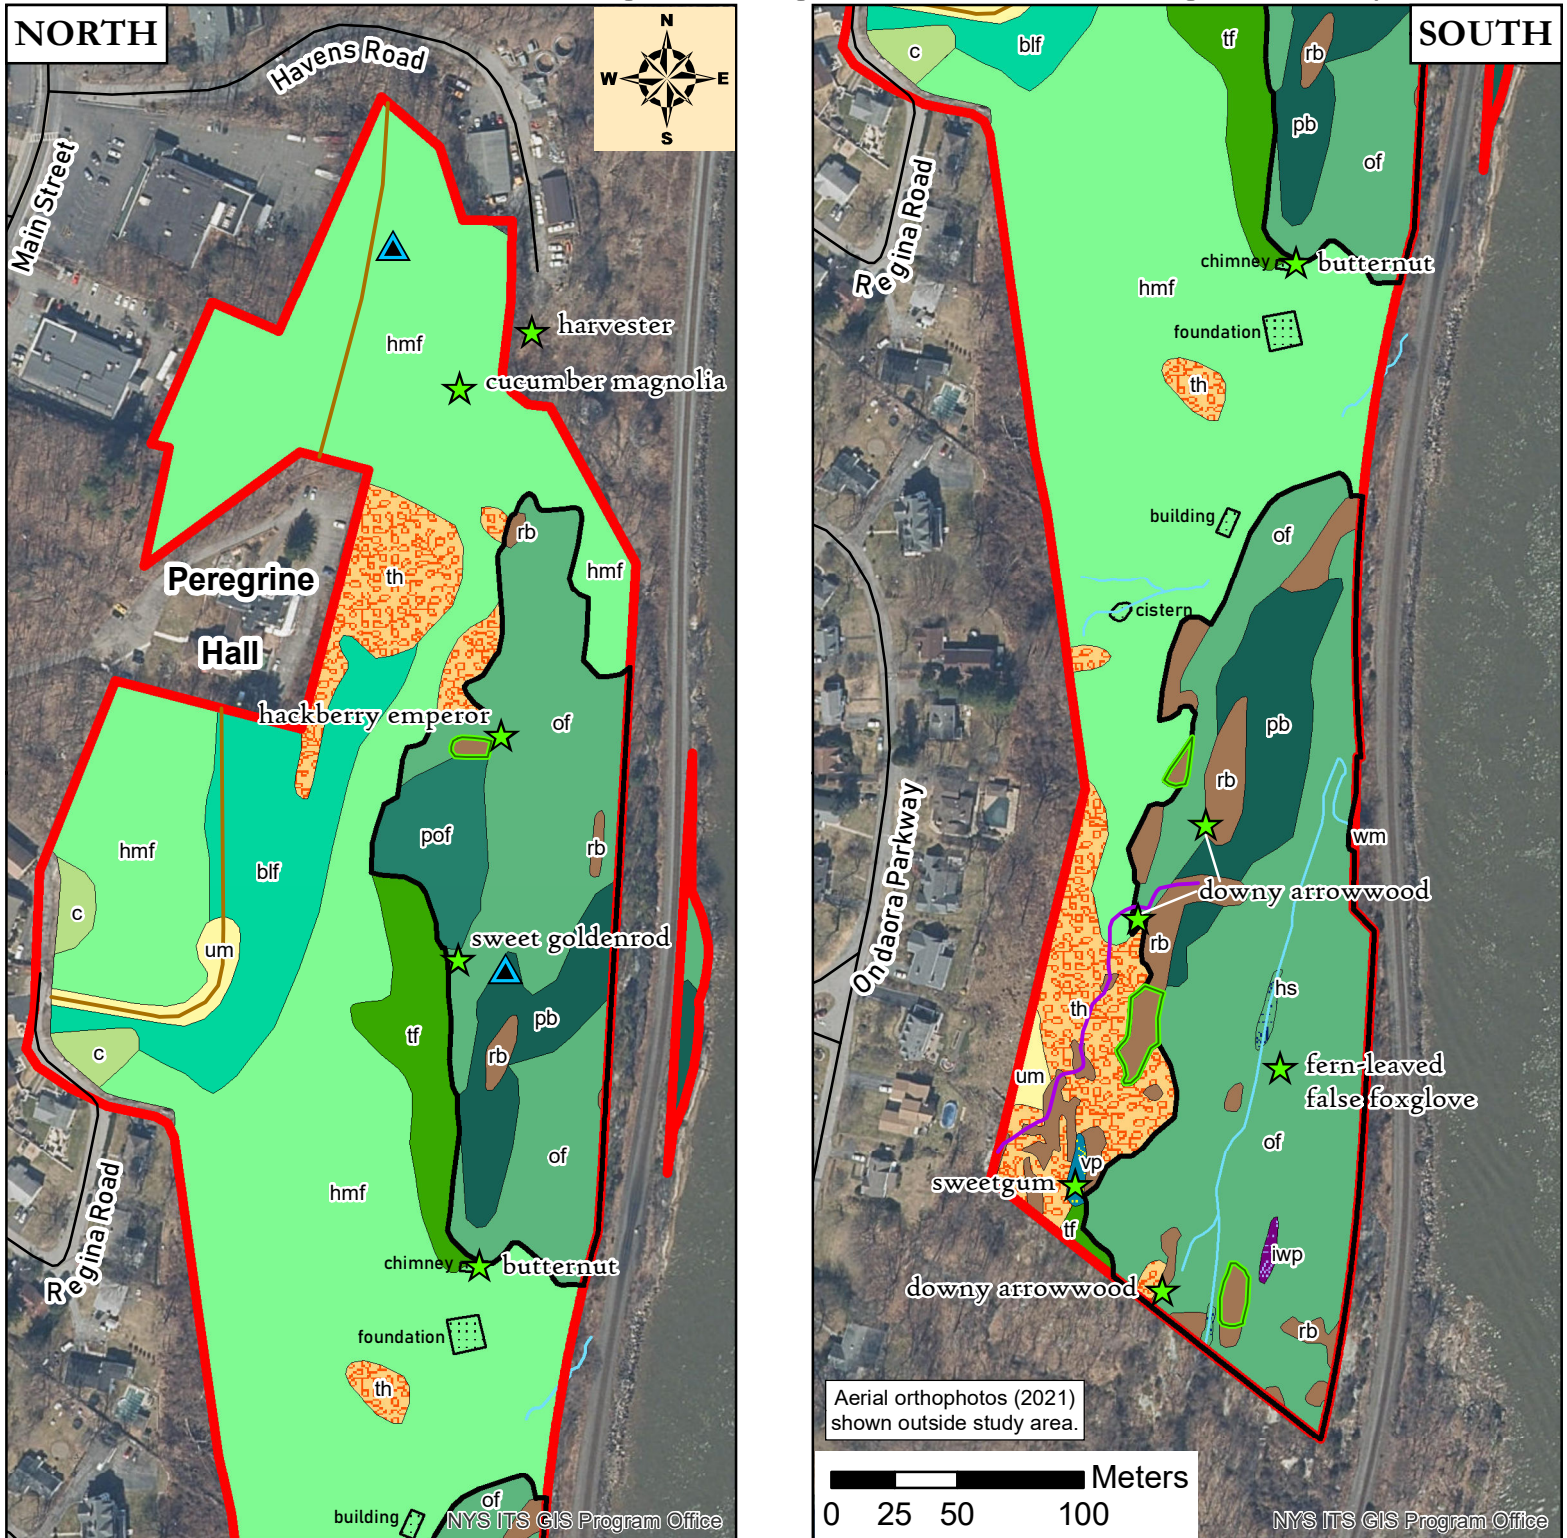 NORTH
Havens Road
N
W
E
S
Main Street
harvester
hmf
cucumber magnolia
rb
th
hmf
Peregrine
Hall
hackberry emperor
of
pof
rb
hmf
blf
c
um
sweet goldenrod
pb
tf
rb
c
of
hmf
Regina Road
chimney
butternut
foundation
th
of
building
NYS ITS GIS Program Office
SOUTH
c
blf
tf
rb
pb
of
Regina Road
chimney
butternut
hmf
foundation
th
building
of
cistern
pb
rb
wm
Ondaora Parkway
downy arrowwood
rb
hs
th
um
fern-leaved
false foxglove
of
vp
sweetgum
tf
iwp
downy arrowwood
rb
Aerial orthophotos (2021)
shown outside study area.
Meters
0 25 50 100
NYS ITS GIS Program Office